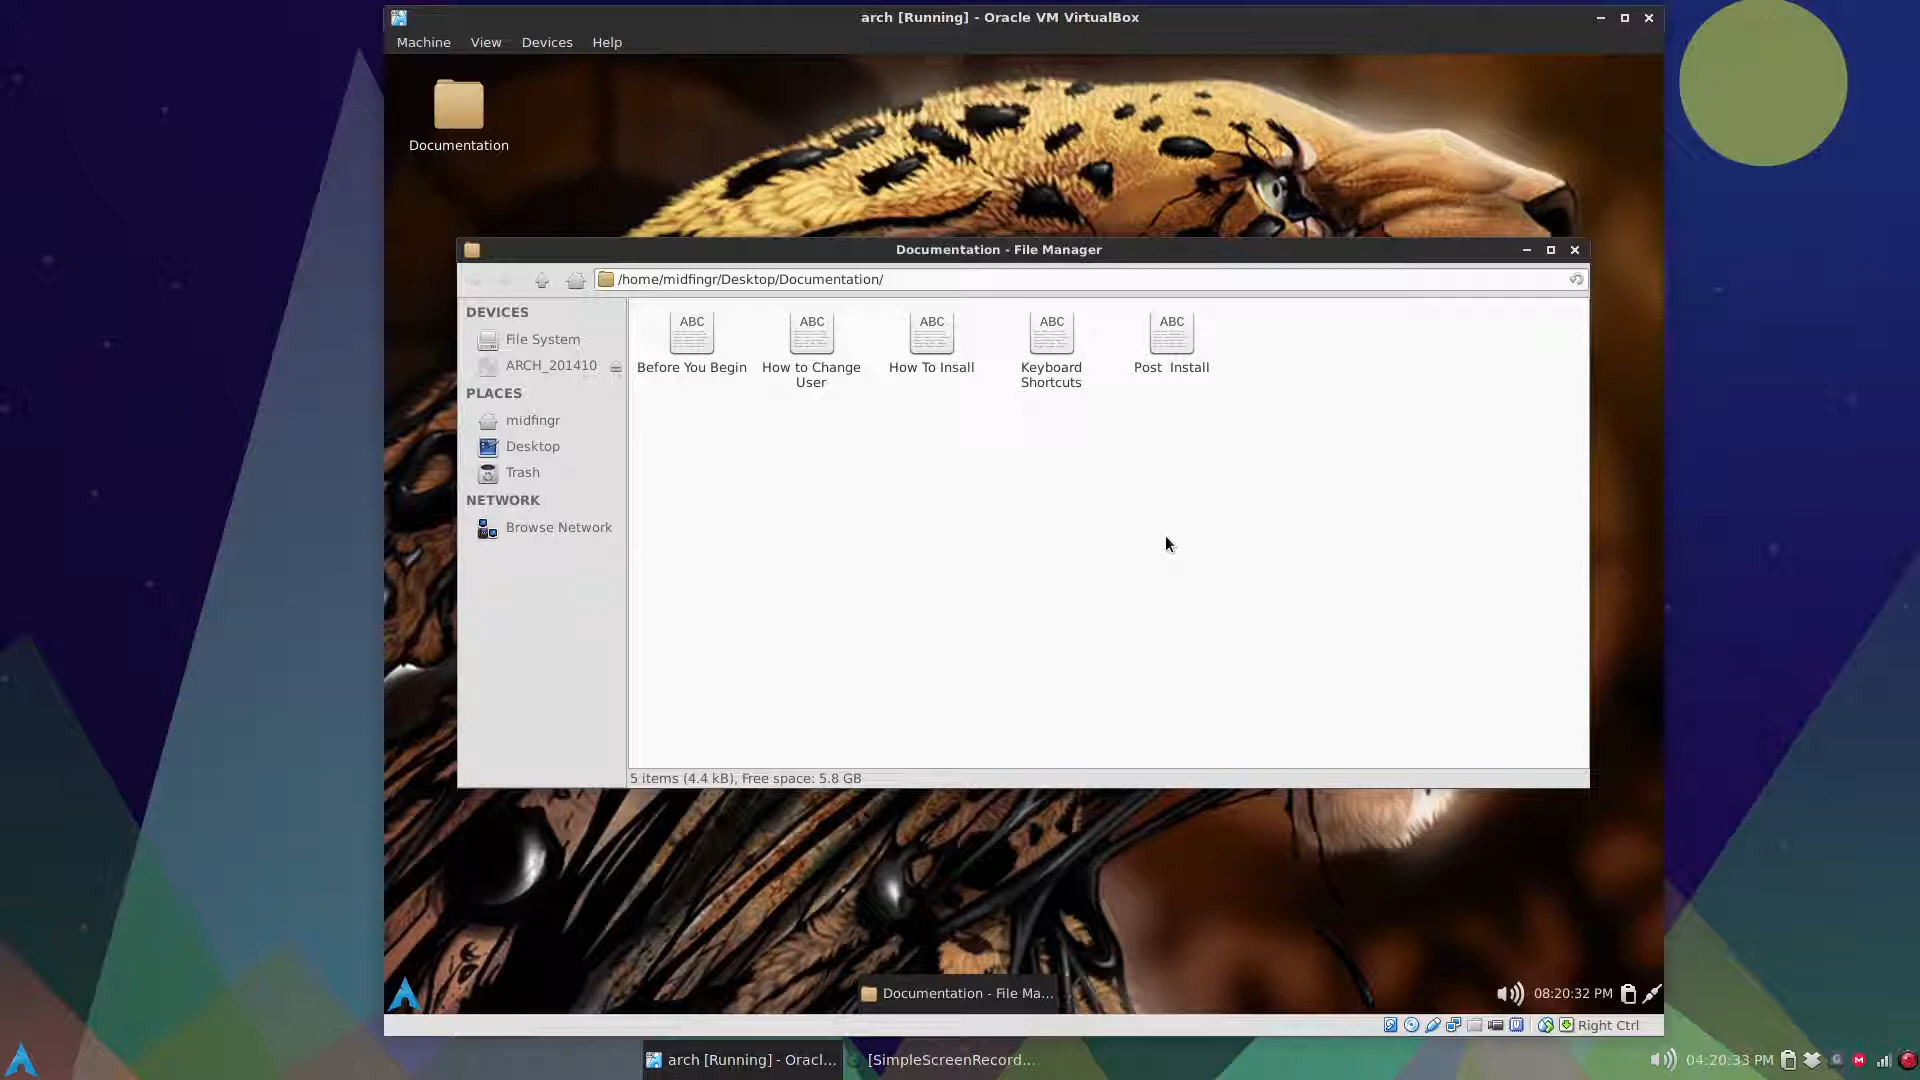 arch [Running] - Oracle VM VirtualBox
Machine View Devices Help
Documentation
Documentation - File Manager
/home/midfingr/Desktop/Documentation/
DEVICES
File System
ARCH_201410
PLACES
midfingr
Desktop
Trash
NETWORK
Browse Network
ABC ABC ABC ABC ABC
Before You Begin How to Change How To Insall Keyboard Post Install
User Shortcuts
5 items (4.4 kB), Free space: 5.8 GB
Documentation - File Ma...
08:20:32 PM
Right Ctrl
arch [Running] - Oracl...
[SimpleScreenRecord...
04:20:33 PM